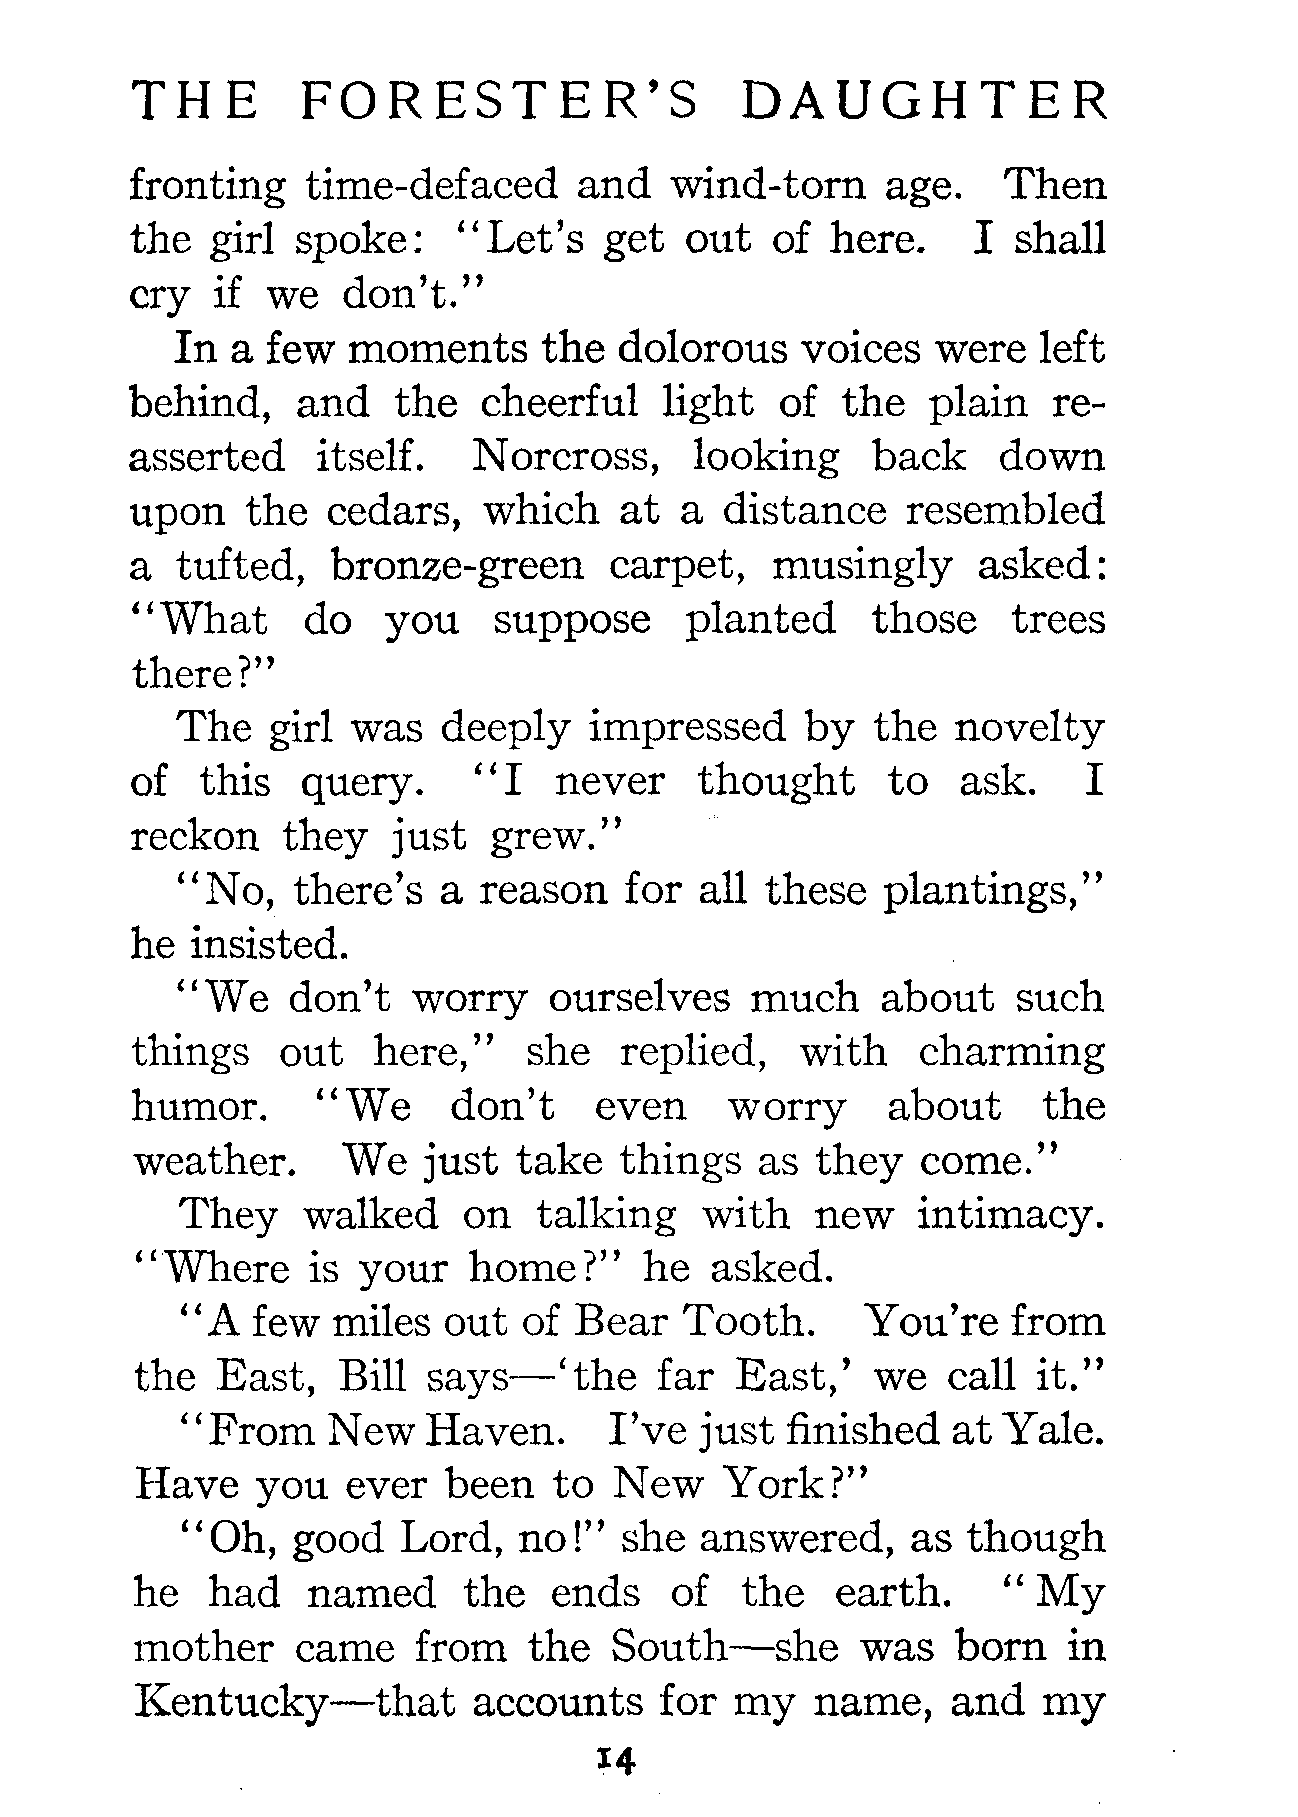 THE FORESTER'S DAUGHTER
fronting time-defaced and wind-torn age. Then
the girl spoke: "Let's get out of here. I shall
cry if we don't."
In a few moments the dolorous voices were left
behind, and the cheerful light of the plain re-
asserted itself. Norcross, looking back down
upon the cedars, which at a distance resembled
a tufted, bronze-green carpet, musingly asked:
"What do you suppose planted those trees
there?"
The girl was deeply impressed by the novelty
of this query. "I never thought to ask. I
reckon they just grew."
"No, there's a reason for all these plantings,"
he insisted.
"We don't worry ourselves much about such
things out here," she replied, with charming
humor. "We don't even worry about the
weather. We just take things as they come."
They walked on talking with new intimacy.
"Where is your home?" he asked.
"A few miles out of Bear Tooth. You're from
the East, Bill says—'the far East,' we call it."
"From New Haven. I've just finished at Yale.
Have you ever been to New York?"
"Oh, good Lord, no!" she answered, as though
he had named the ends of the earth. "My
mother came from the South—she was born in
Kentucky—that accounts for my name, and my
14